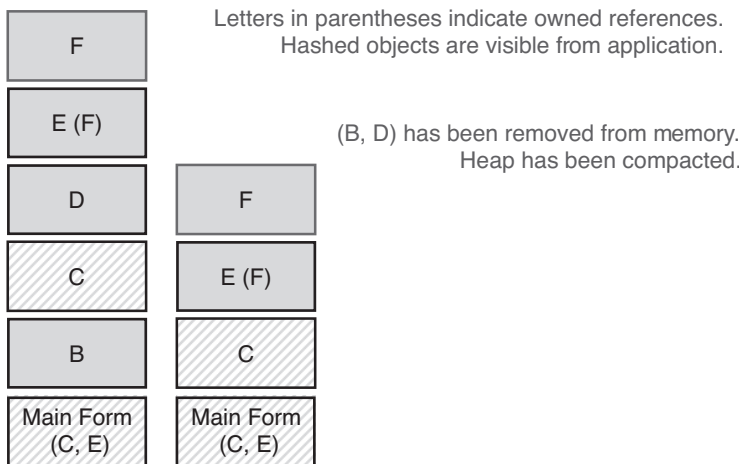 Letters in parentheses indicate owned references.
Hashed objects are visible from application.
(B, D) has been removed from memory.
Heap has been compacted.
F
E (F)
D
C
B
Main Form
(C, E)
F
E (F)
C
Main Form
(C, E)